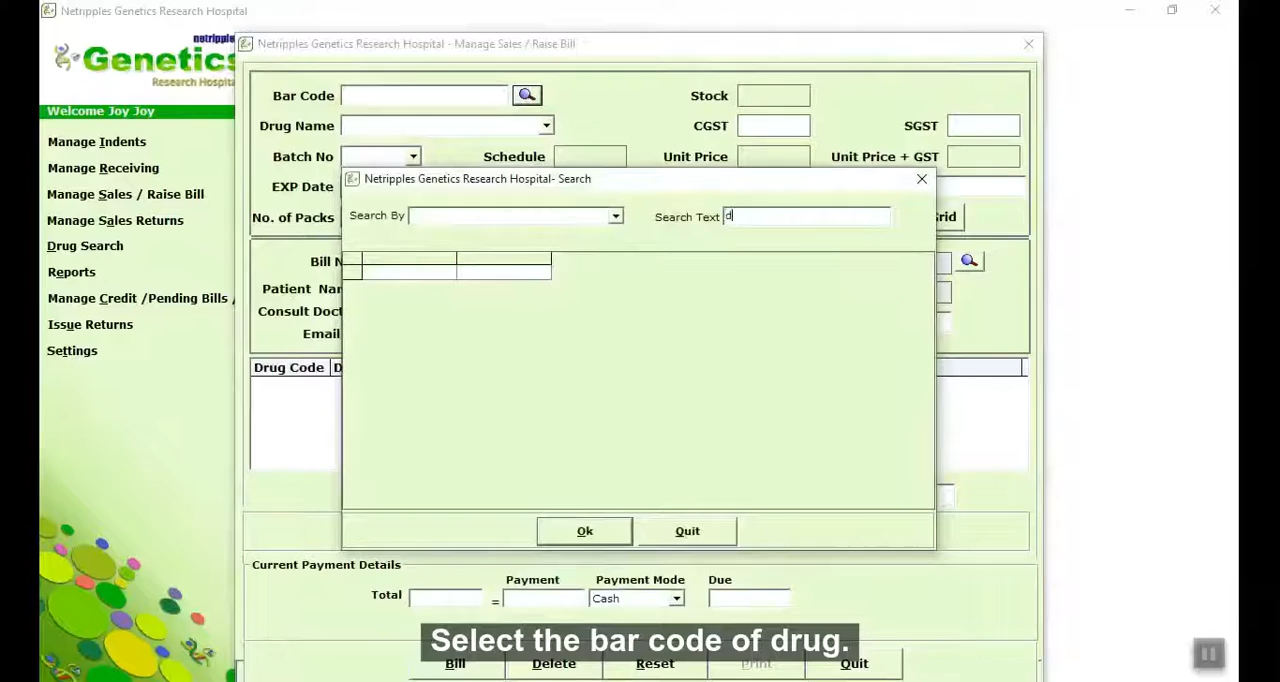 Netripples Genetics Research Hospital
netripple
Genetics
Research Hospita
Welcome Joy Joy
Manage Indents
Manage Receiving
Manage Sales / Raise Bill
Manage Sales Returns
Drug Search
Reports
Manage Credit /Pending Bills /
Issue Returns
Settings
Netripples Genetics Research Hospital - Manage Sales / Raise Bill
Bar Code
Stock
Drug Name
CGST
SGST
Batch No
Schedule
Unit Price
Unit Price + GST
EXP Date
No. of Packs
Grid
Netripples Genetics Research Hospital- Search
Search By
Search Text d
Ok
Quit
Bill N
Patient Nar
Consult Doct
Email
Drug Code D
Current Payment Details
Payment
Payment Mode
Due
Total
=
Cash
Select the bar code of drug.
Bill
Delete
Reset
Print
Quit